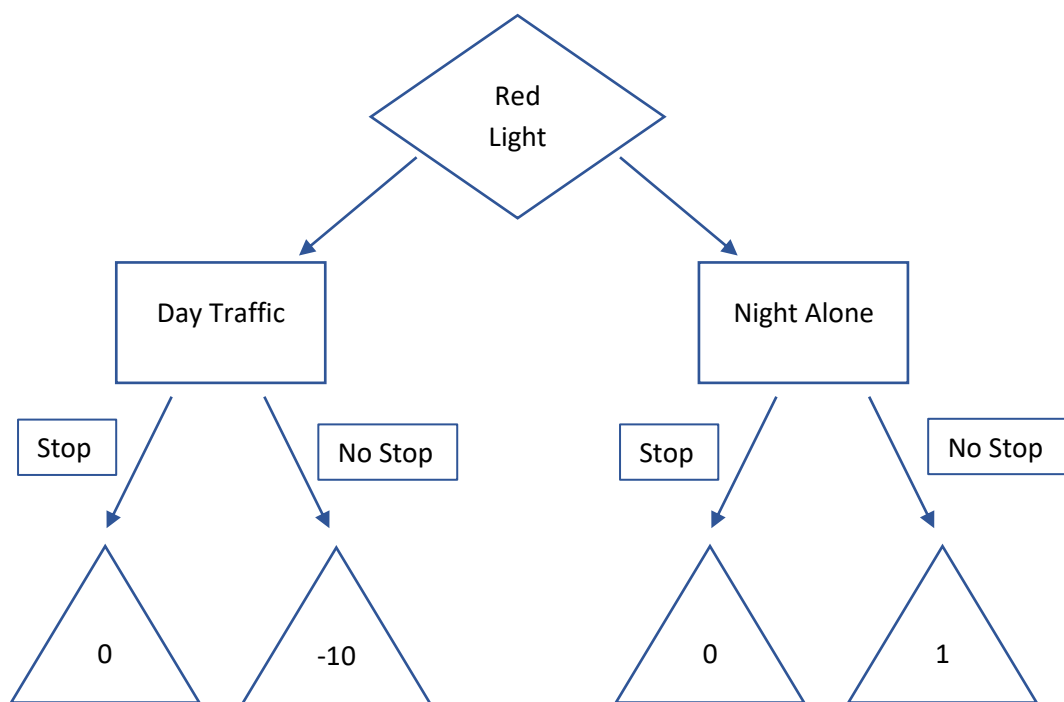 Red
Light
Day Traffic
Night Alone
Stop
No Stop
Stop
No Stop
0
-10
0
1